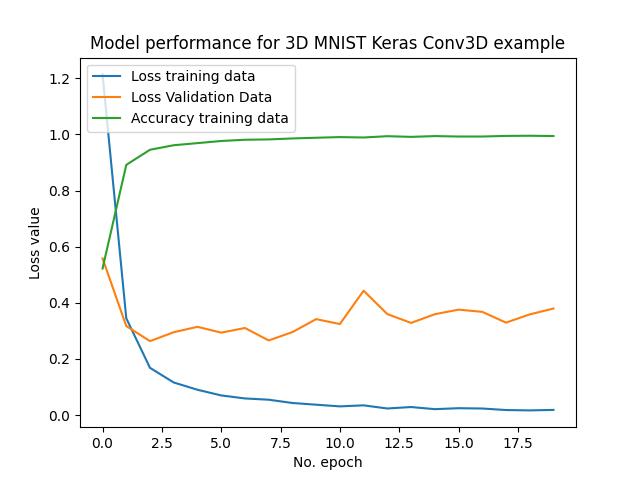 Model performance for 3D MNIST Keras Conv3D example
Loss training data
Loss Validation Data
Accuracy training data
1.2
1.0
0.8
0.6
0.4
0.2
0.0
Loss value
0.0 2.5 5.0 7.5 10.0 12.5 15.0 17.5
No. epoch